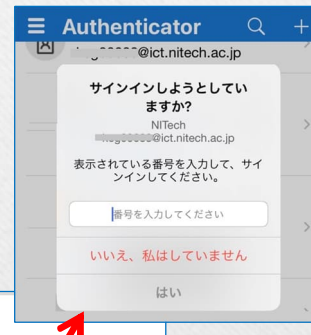 Authenticator
@ict.nitech.ac.jp
サインインしようとしてい
ますか?
NITech
@ict.nitech.ac.jp
表示されている番号を入力して、サイ
ンインしてください。
番号を入力してください
いいえ、私はしていません
はい